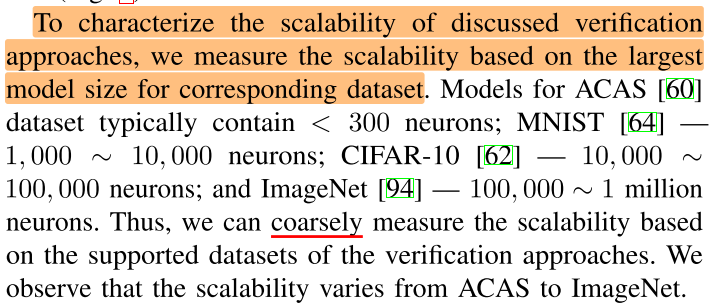 To characterize the scalability of discussed verification
approaches, we measure the scalability based on the largest
model size for corresponding dataset. Models for ACAS [60]
dataset typically contain < 300 neurons; MNIST [64] —
1,000 ∼ 10,000 neurons; CIFAR-10 [62] — 10,000 ∼
100,000 neurons; and ImageNet [94] — 100,000 ∼ 1 million
neurons. Thus, we can coarsely measure the scalability based
on the supported datasets of the verification approaches. We
observe that the scalability varies from ACAS to ImageNet.